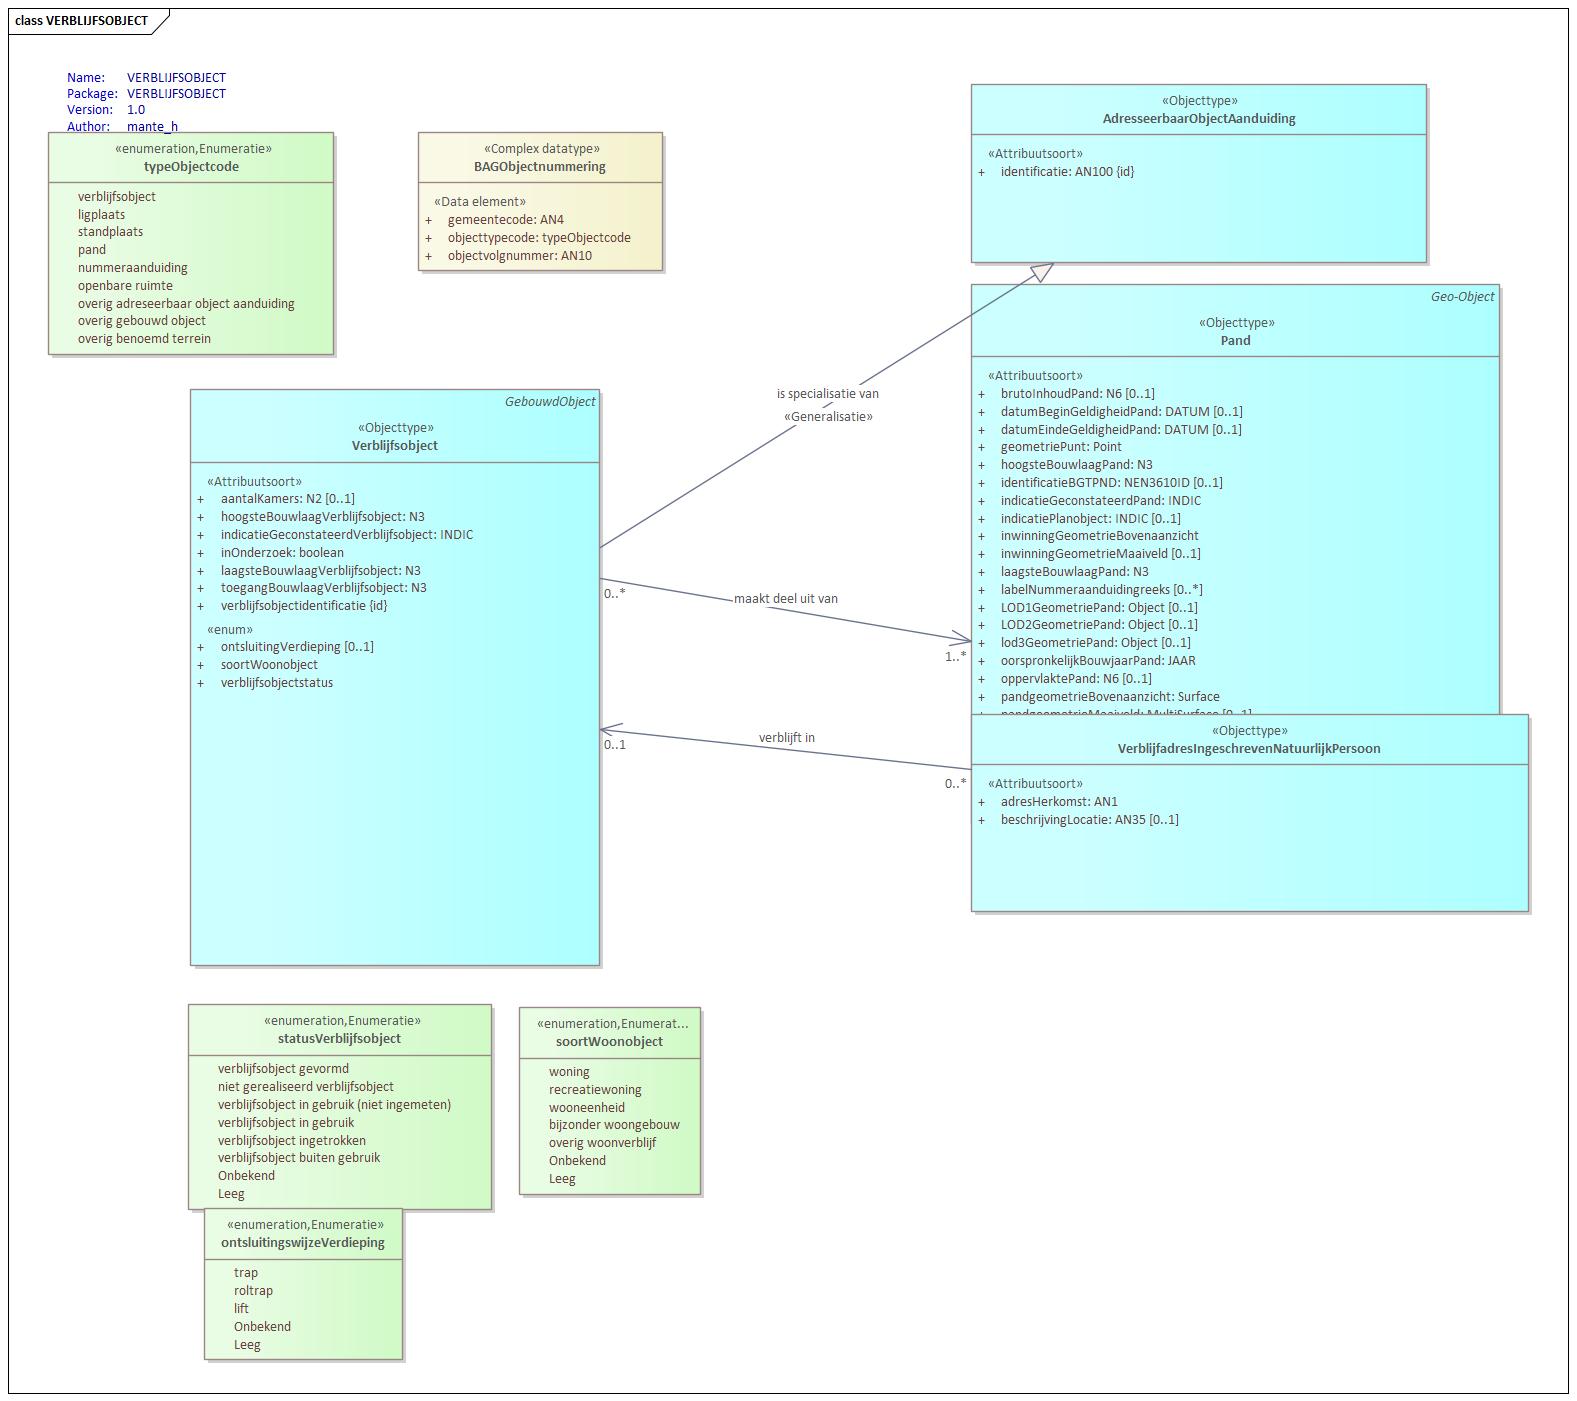 class VERBLIJFSOBJECT
Name: VERBLIJFSOBJECT
Package: VERBLIJFSOBJECT
Version: 1.0
Author: mante_h
«enumeration,Enumeratie»
typeObjectcode
verblijfsobject
ligplaats
standplaats
pand
nummeraanduiding
openbare ruimte
overig adreseerbaar object aanduiding
overig gebouwd object
overig benoemd terrein
«Complex datatype»
BAGObjectnummering
«Data element»
+ gemeentecode: AN4
+ objecttypecode: typeObjectcode
+ objectvolgnummer: AN10
«Objecttype»
AdresseerbaarObjectAanduiding
«Attribuutsoort»
+ identificatie: AN100 {id}
Geo-Object
«Objecttype»
Pand
«Attribuutsoort»
+ brutoInhoudPand: N6 [0..1]
+ datumBeginGeldigheidPand: DATUM [0..1]
+ datumEindeGeldigheidPand: DATUM [0..1]
+ geometriePunt: Point
+ hoogsteBouwlaagPand: N3
+ identificatieBGTPND: NEN3610ID [0..1]
+ indicatieGeconstateerdPand: INDIC
+ indicatiePlanobject: INDIC [0..1]
+ inwinningGeometrieBovenaanzicht
+ inwinningGeometrieMaaiveld [0..1]
+ laagsteBouwlaagPand: N3
+ labelNummeraanduidingreeks [0..*]
+ LOD1GeometriePand: Object [0..1]
+ LOD2GeometriePand: Object [0..1]
+ lod3GeometriePand: Object [0..1]
+ oorspronkelijkBouwjaarPand: JAAR
+ oppervlaktePand: N6 [0..1]
+ pandgeometrieBovenaanzicht: Surface
+ pandgeometrieMaaiveld: MultiSurface [0..1]
is specialisatie van
«Generalisatie»
GebouwdObject
«Objecttype»
Verblijfsobject
«Attribuutsoort»
+ aantalKamers: N2 [0..1]
+ hoogsteBouwlaagVerblijfsobject: N3
+ indicatieGeconstateerdVerblijfsobject: INDIC
+ inOnderzoek: boolean
+ laagsteBouwlaagVerblijfsobject: N3
+ toegangBouwlaagVerblijfsobject: N3
+ verblijfsobjectidentificatie {id}
«enum»
+ ontsluitingVerdieping [0..1]
+ soortWoonobject
+ verblijfsobjectstatus
0..*
maakt deel uit van
1..*
0..1
verblijft in
0..*
«Objecttype»
VerblijfadresIngeschrevenNatuurlijkPersoon
«Attribuutsoort»
+ adresHerkomst: AN1
+ beschrijvingLocatie: AN35 [0..1]
«enumeration,Enumeratie»
statusVerblijfsobject
verblijfsobject gevormd
niet gerealiseerd verblijfsobject
verblijfsobject in gebruik (niet ingemeten)
verblijfsobject in gebruik
verblijfsobject ingetrokken
verblijfsobject buiten gebruik
Onbekend
Leeg
«enumeration,Enumerat...
soortWoonobject
woning
recreatiewoning
wooneenheid
bijzonder woongebouw
overig woonverblijf
Onbekend
Leeg
«enumeration,Enumeratie»
ontsluitingswijzeVerdieping
trap
roltrap
lift
Onbekend
Leeg